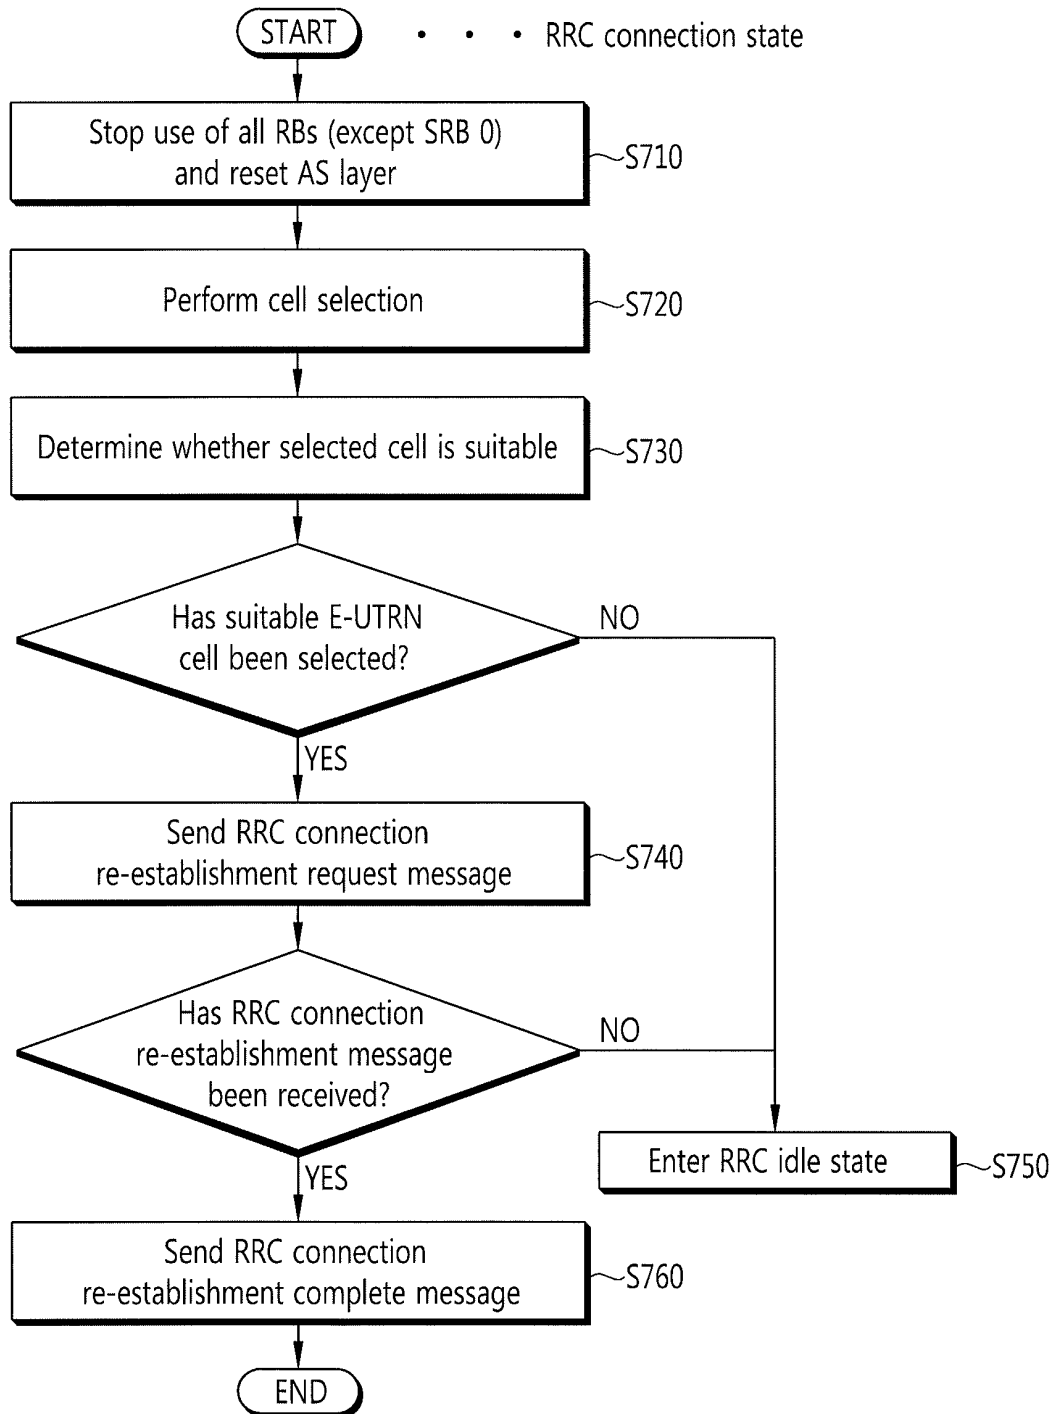 START
· · · RRC connection state
Stop use of all RBs (except SRB 0)
and reset AS layer
S710
Perform cell selection
S720
Determine whether selected cell is suitable
S730
Has suitable E-UTRN
cell been selected?
NO
YES
Send RRC connection
re-establishment request message
S740
Has RRC connection
re-establishment message
been received?
NO
YES
Enter RRC idle state
S750
Send RRC connection
re-establishment complete message
S760
END